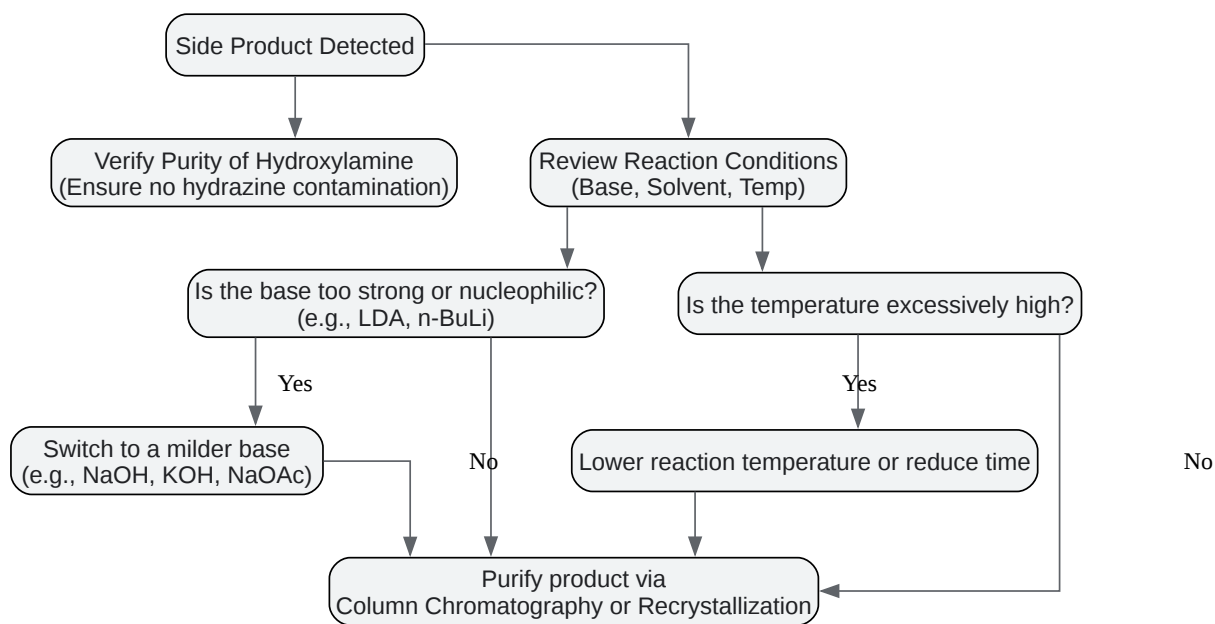 Side Product Detected
Verify Purity of Hydroxylamine
(Ensure no hydrazine contamination)
Review Reaction Conditions
(Base, Solvent, Temp)
Is the base too strong or nucleophilic?
(e.g., LDA, n-BuLi)
Is the temperature excessively high?
Yes
Yes
Switch to a milder base
(e.g., NaOH, KOH, NaOAc)
No
Lower reaction temperature or reduce time
No
Purify product via
Column Chromatography or Recrystallization